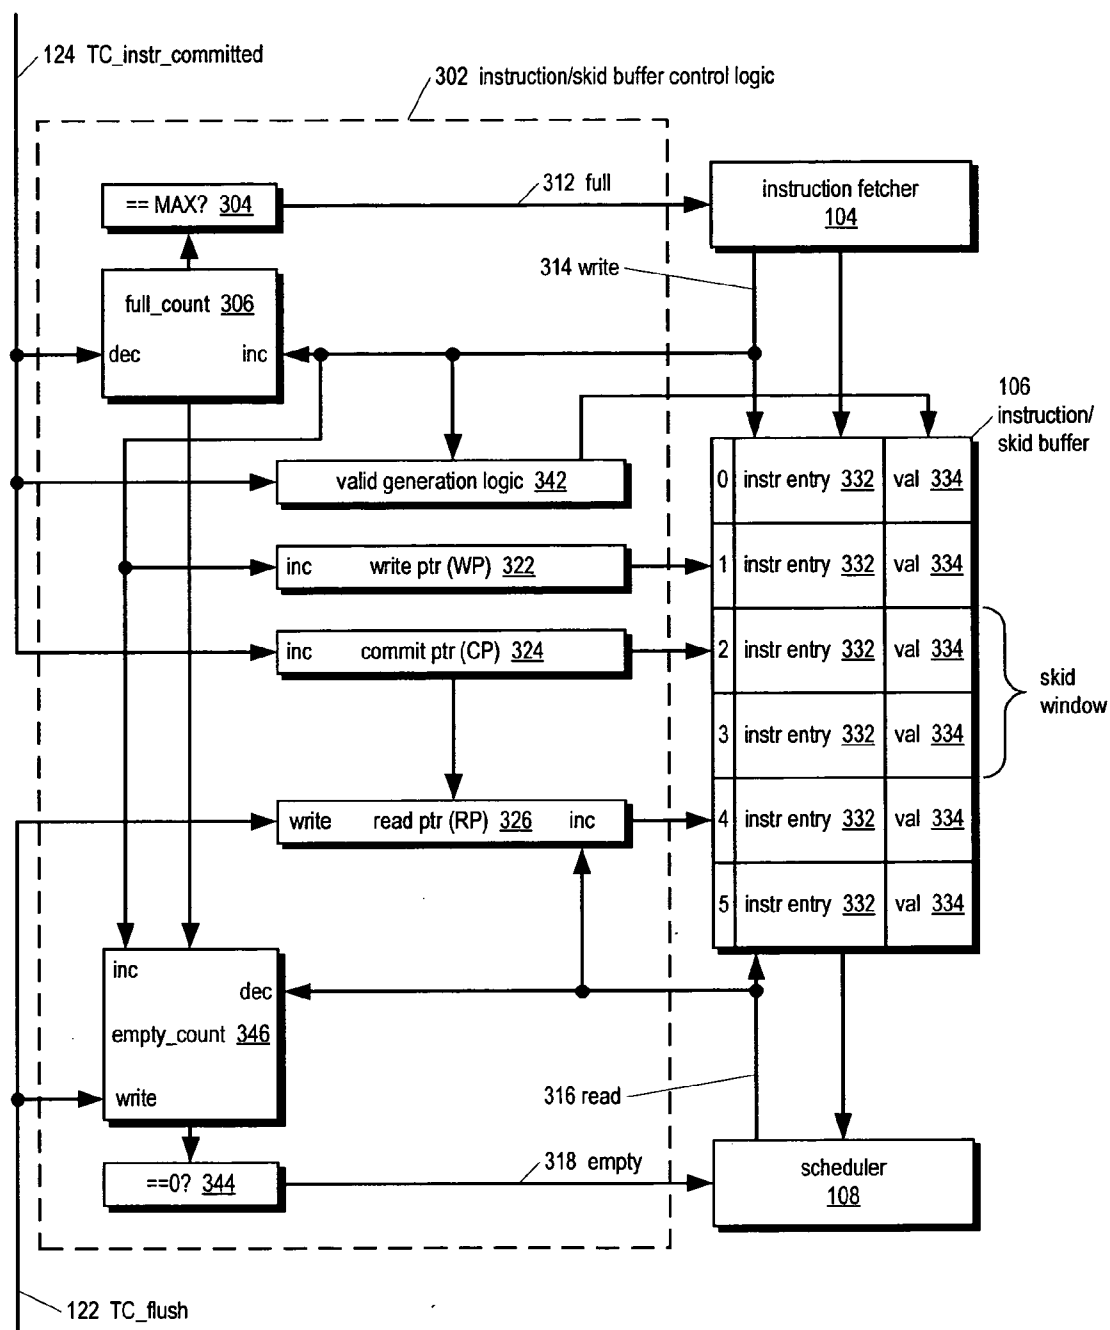 124 TC_instr_committed
302 instruction/skid buffer control logic
== MAX? 304
312 full
instruction fetcher
104
314 write
full_count 306
dec inc
106
instruction/
skid buffer
valid generation logic 342
0 instr entry 332 val 334
inc write ptr (WP) 322
1 instr entry 332 val 334
inc commit ptr (CP) 324
2 instr entry 332 val 334
skid
window
3 instr entry 332 val 334
write read ptr (RP) 326 inc
4 instr entry 332 val 334
5 instr entry 332 val 334
inc
dec
empty_count 346
write
316 read
==0? 344
318 empty
scheduler
108
122 TC_flush